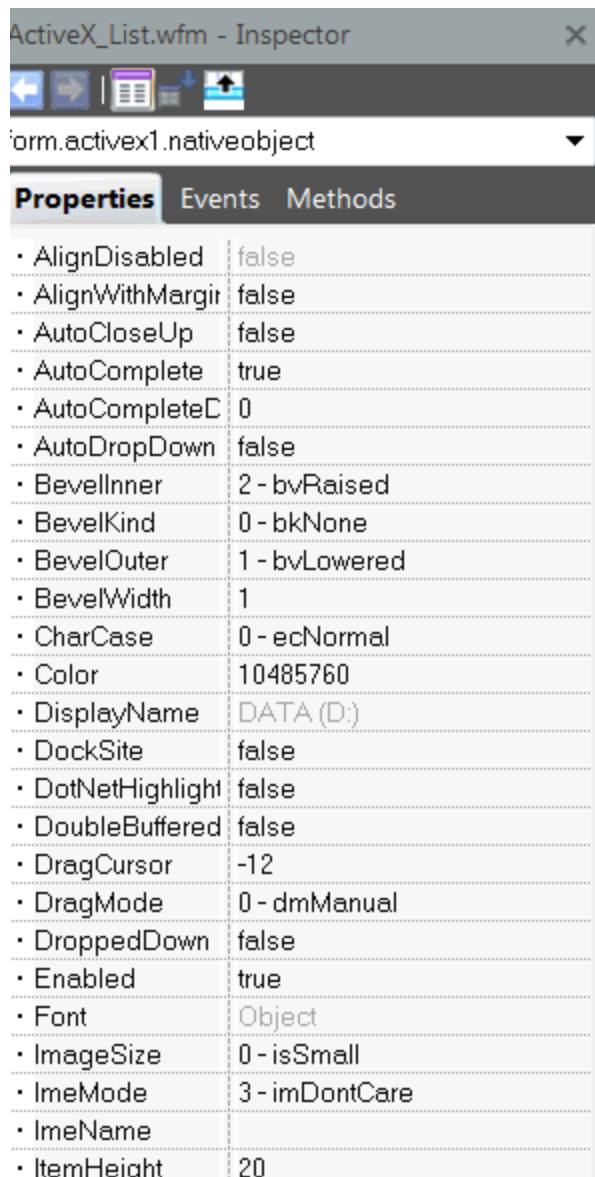 ActiveX_List.wfm - Inspector
form.activex1.nativeobject
Properties Events Methods
AlignDisabled false
AlignWithMargin false
AutoCloseUp false
AutoComplete true
AutoCompleteD 0
AutoDropDown false
BevelInner 2 - bvRaised
BevelKind 0 - bkNone
BevelOuter 1 - bvLowered
BevelWidth 1
CharCase 0 - ecNormal
Color 10485760
DisplayName DATA (D:)
DockSite false
DotNetHighlight false
DoubleBuffered false
DragCursor -12
DragMode 0 - dmManual
DroppedDown false
Enabled true
Font Object
ImageSize 0 - isSmall
ImeMode 3 - imDontCare
ImeName
ItemHeight 20